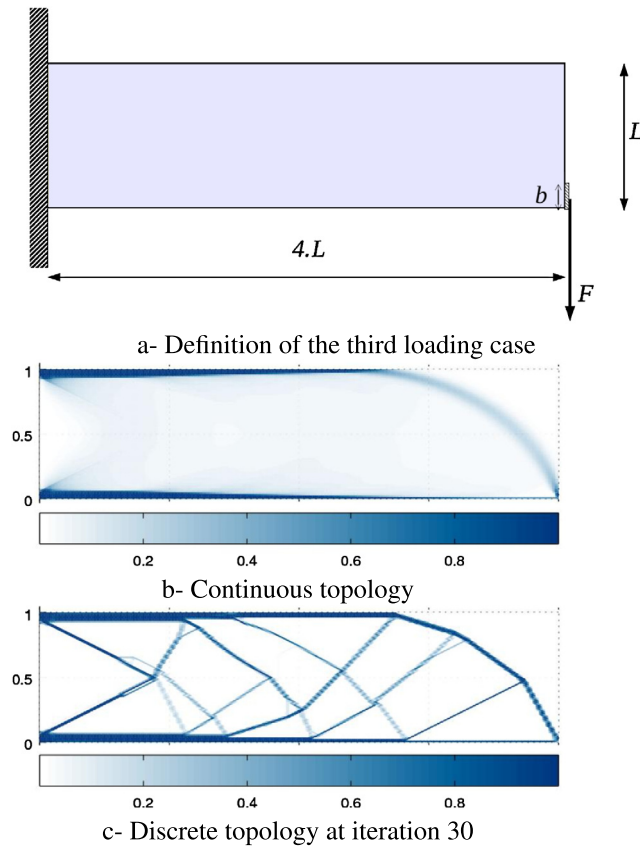 L
b
4.L
F
a- Definition of the third loading case
1
0.5
0
0.2 0.4 0.6 0.8
b- Continuous topology
1
0.5
0
0.2 0.4 0.6 0.8
c- Discrete topology at iteration 30